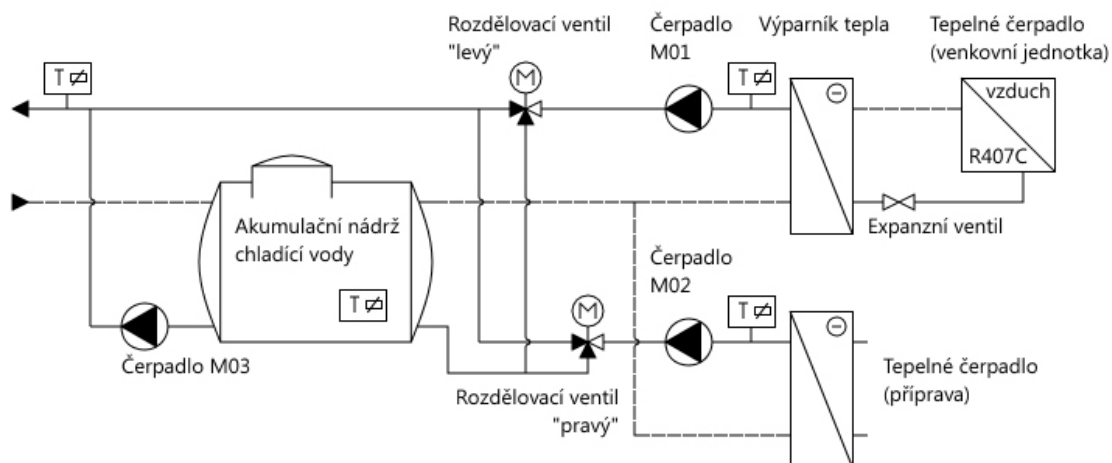 Rozdělovací ventil
"levý"
Čerpadlo
M01
Výparník tepla
Tepelné čerpadlo
(venkovní jednotka)
T
M
T
vzduch
R407C
Akumulační nádrž
chladící vody
Expanzní ventil
T
Čerpadlo
M02
M
T
Čerpadlo M03
Rozdělovací ventil
"pravý"
Tepelné čerpadlo
(příprava)